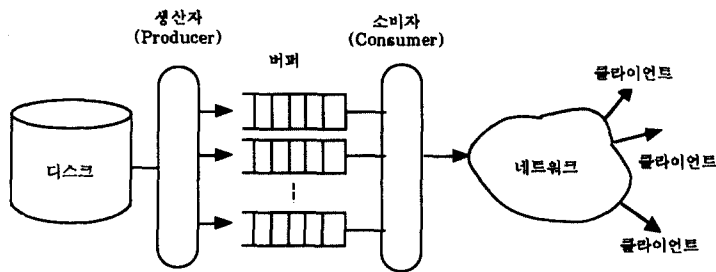 생산자
(Producer)
버퍼
소비자
(Consumer)
디스크
네트워크
클라이언트
클라이언트
클라이언트